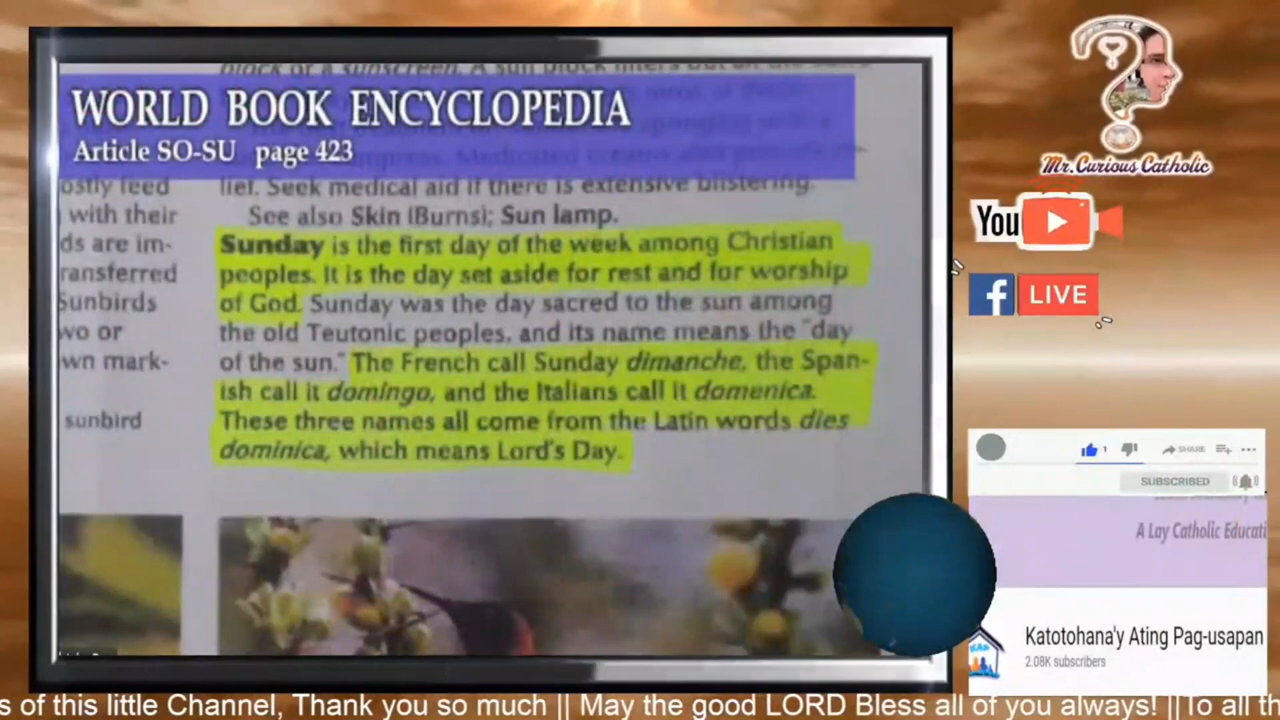 WORLD BOOK ENCYCLOPEDIA
Article SO-SU page 423
lief. Seek medical aid if there is extensive blistering.
See also Skin (Burns); Sun lamp.
Sunday is the first day of the week among Christian
peoples. It is the day set aside for rest and for worship
of God. Sunday was the day sacred to the sun among
the old Teutonic peoples, and its name means the "day
of the sun." The French call Sunday dimanche, the Span-
ish call it domingo, and the Italians call it domenica.
These three names all come from the Latin words dies
dominica, which means Lord's Day.
ostly feed
with their
ds are im-
ransferred
Sunbirds
wo or
wn mark-
sunbird
Mr.Curious Catholic
You
LIVE
1
SHARE
SUBSCRIBED
A Lay Catholic Educati
Katotohana'y Ating Pag-usapan
2.08K subscribers
s of this little Channel, Thank you so much || May the good LORD Bless all of you always! ||To all th